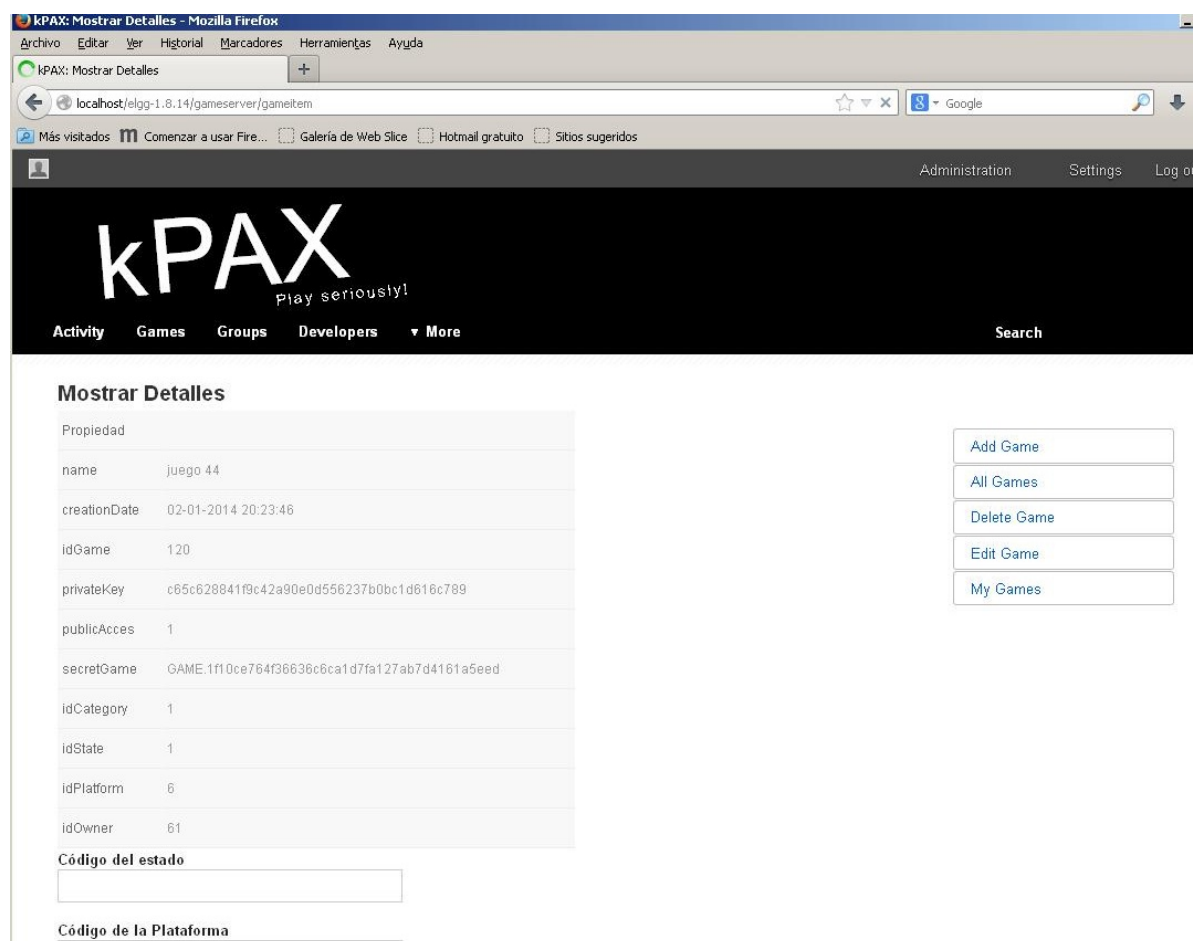 kPAX: Mostrar Detalles - Mozilla Firefox
Archivo Editar Ver Historial Marcadores Herramientas Ayuda
kPAX: Mostrar Detalles
localhost/elgg-1.8.14/gameserver/gameitem
Google
Más visitados Comenzar a usar Fire... Galería de Web Slice Hotmail gratuito Sitios sugeridos
Administration Settings Log ou
kPAX
Play seriously!
Activity Games Groups Developers ▾ More Search
Mostrar Detalles
Propiedad
name juego 44
creationDate 02-01-2014 20:23:46
idGame 120
privateKey c65c628841f9c42a90e0d556237b0bc1d616c789
publicAcces 1
secretGame GAME.1f10ce764f36636c6ca1d7fa127ab7d4161a5eed
idCategory 1
idState 1
idPlatform 6
idOwner 61
Código del estado
Código de la Plataforma
Add Game
All Games
Delete Game
Edit Game
My Games